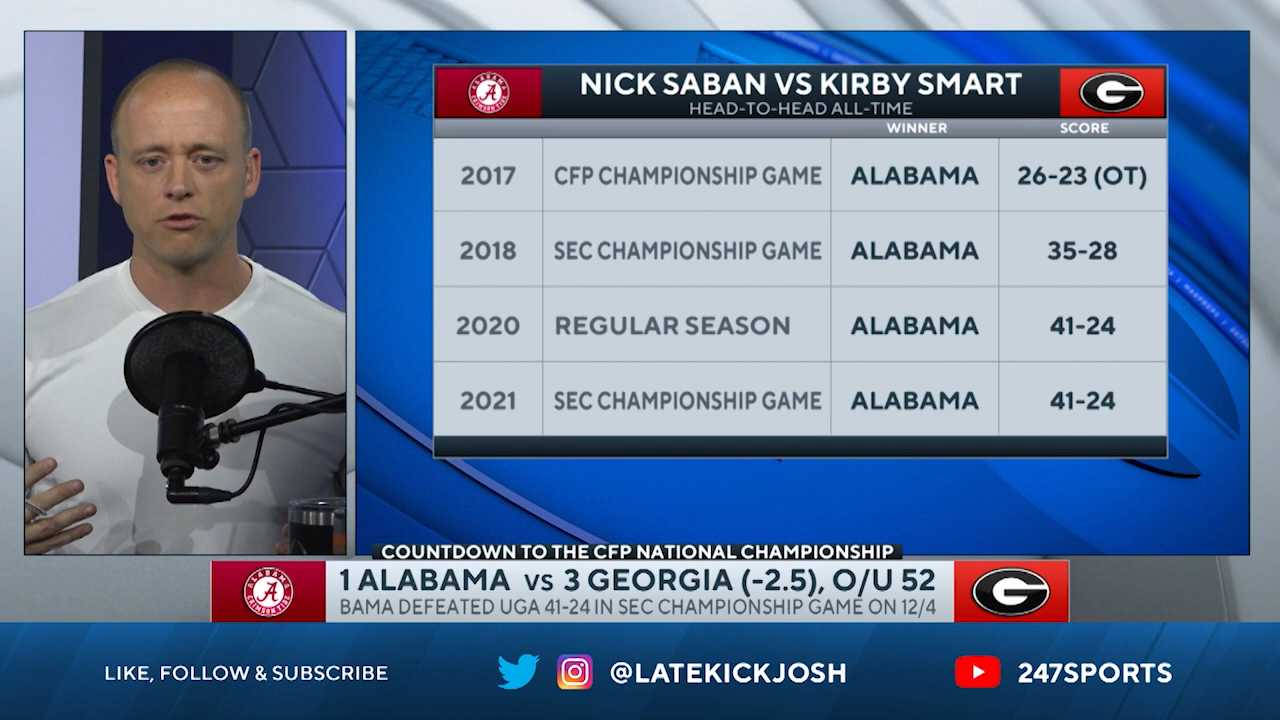 NICK SABAN VS KIRBY SMART
HEAD-TO-HEAD ALL-TIME
WINNER SCORE
2017 CFP CHAMPIONSHIP GAME ALABAMA 26-23 (OT)
2018 SEC CHAMPIONSHIP GAME ALABAMA 35-28
2020 REGULAR SEASON ALABAMA 41-24
2021 SEC CHAMPIONSHIP GAME ALABAMA 41-24
COUNTDOWN TO THE CFP NATIONAL CHAMPIONSHIP
1 ALABAMA VS 3 GEORGIA (-2.5), O/U 52
BAMA DEFEATED UGA 41-24 IN SEC CHAMPIONSHIP GAME ON 12/4
LIKE, FOLLOW & SUBSCRIBE @LATEKICKJOSH 247SPORTS